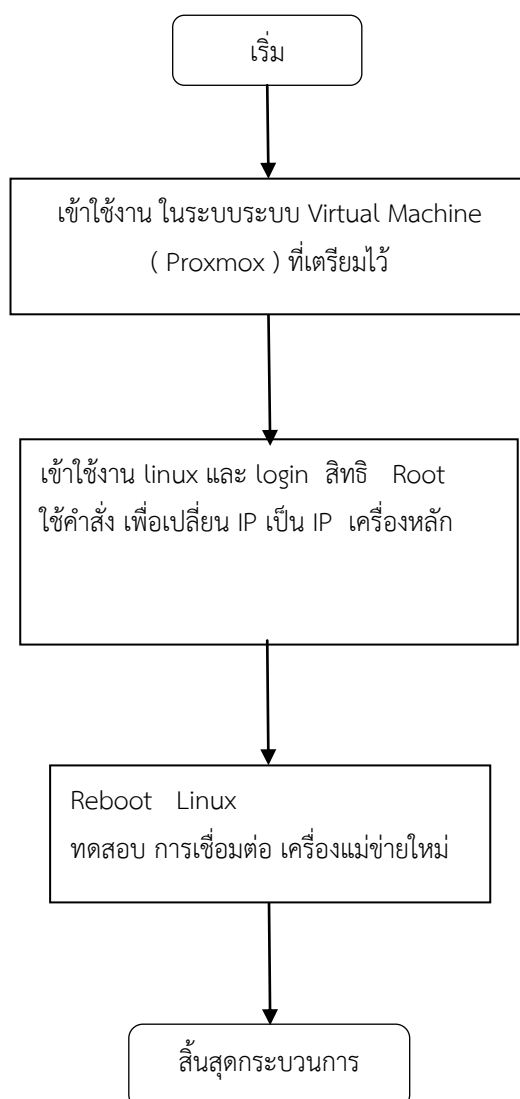 เริ่ม
เข้าใช้งาน ในระบบระบบ Virtual Machine
( Proxmox ) ที่เตรียมไว้
เข้าใช้งาน linux และ login สิทธิ Root
ใช้คำสั่ง เพื่อเปลี่ยน IP เป็น IP เครื่องหลัก
Reboot Linux
ทดสอบ การเชื่อมต่อ เครื่องแม่ข่ายใหม่
สิ้นสุดกระบวนการ